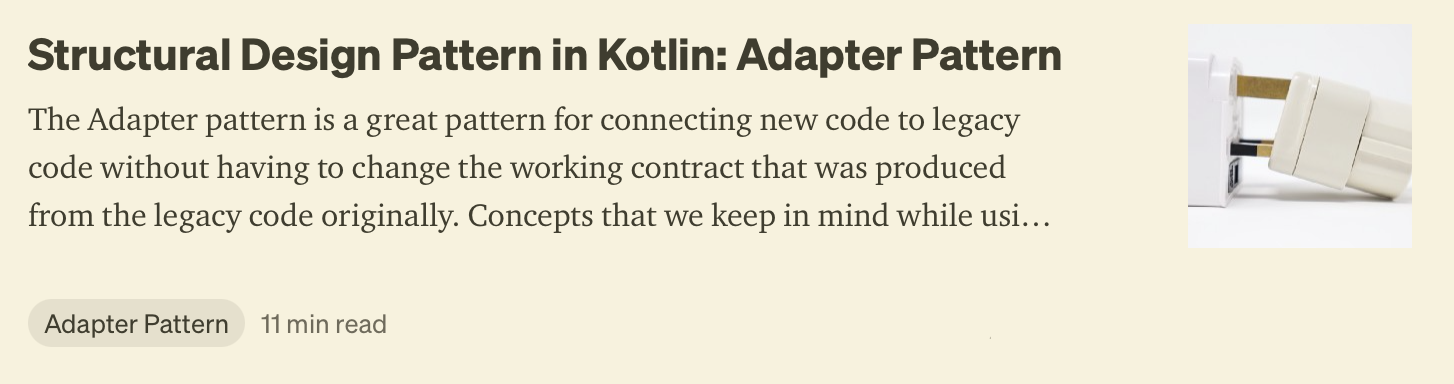 Structural Design Pattern in Kotlin: Adapter Pattern
The Adapter pattern is a great pattern for connecting new code to legacy
code without having to change the working contract that was produced
from the legacy code originally. Concepts that we keep in mind while usi…
Adapter Pattern 11 min read